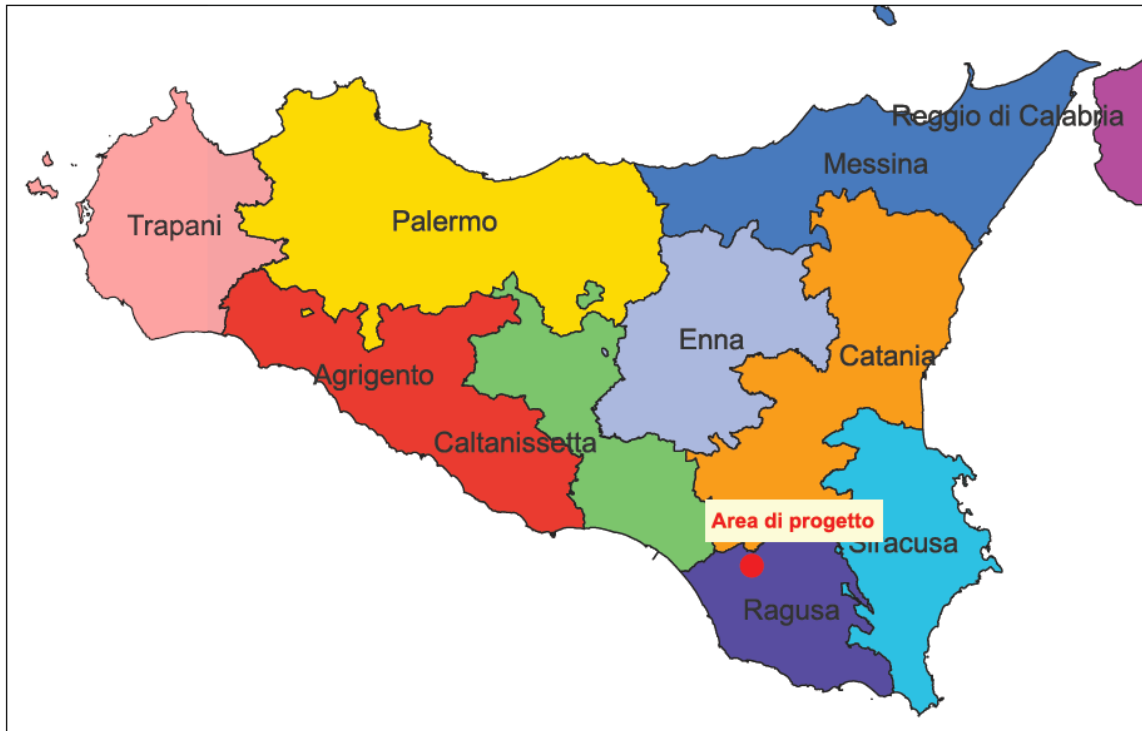 Reggio di Calabria
Messina
Trapani
Palermo
Enna
Catania
Agrigento
Caltanissetta
Area di progetto
Siracusa
Ragusa